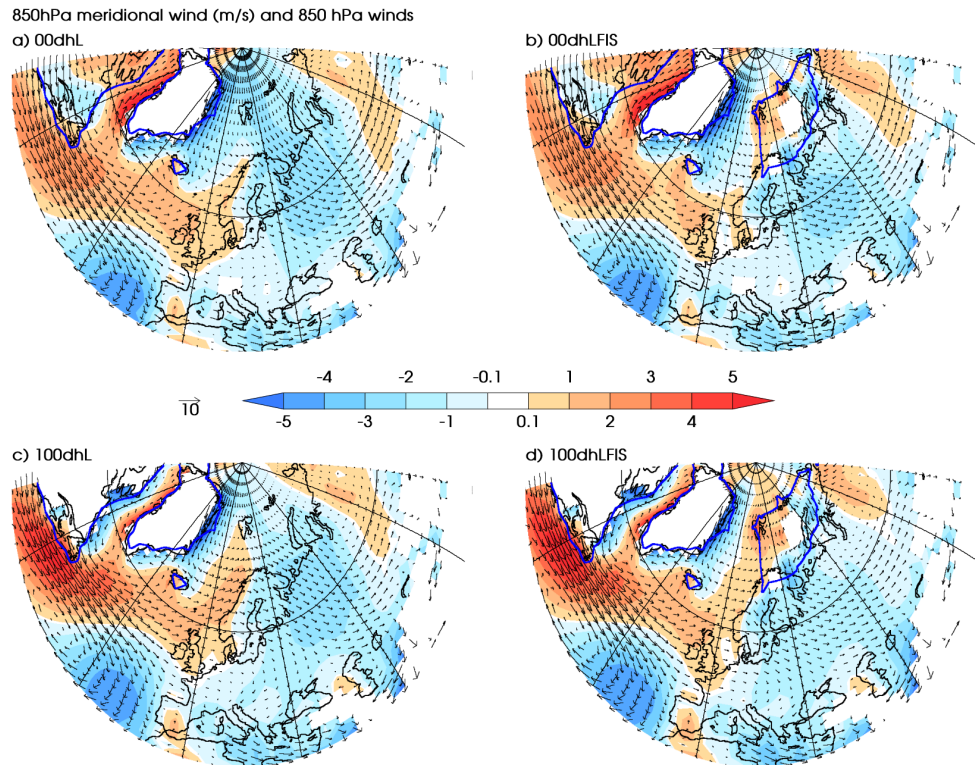 850hPa meridional wind (m/s) and 850 hPa winds
a) 00dhL
b) 00dhLFIS
-4 -2 -0.1 1 3 5
10
-5 -3 -1 0.1 2 4
c) 100dhL
d) 100dhLFIS